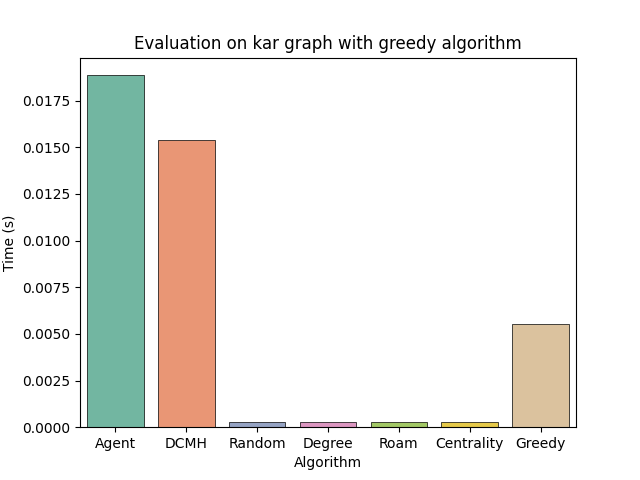 Evaluation on kar graph with greedy algorithm
Time (s)
0.0175
0.0150
0.0125
0.0100
0.0075
0.0050
0.0025
0.0000
Agent DCMH Random Degree Roam Centrality Greedy
Algorithm